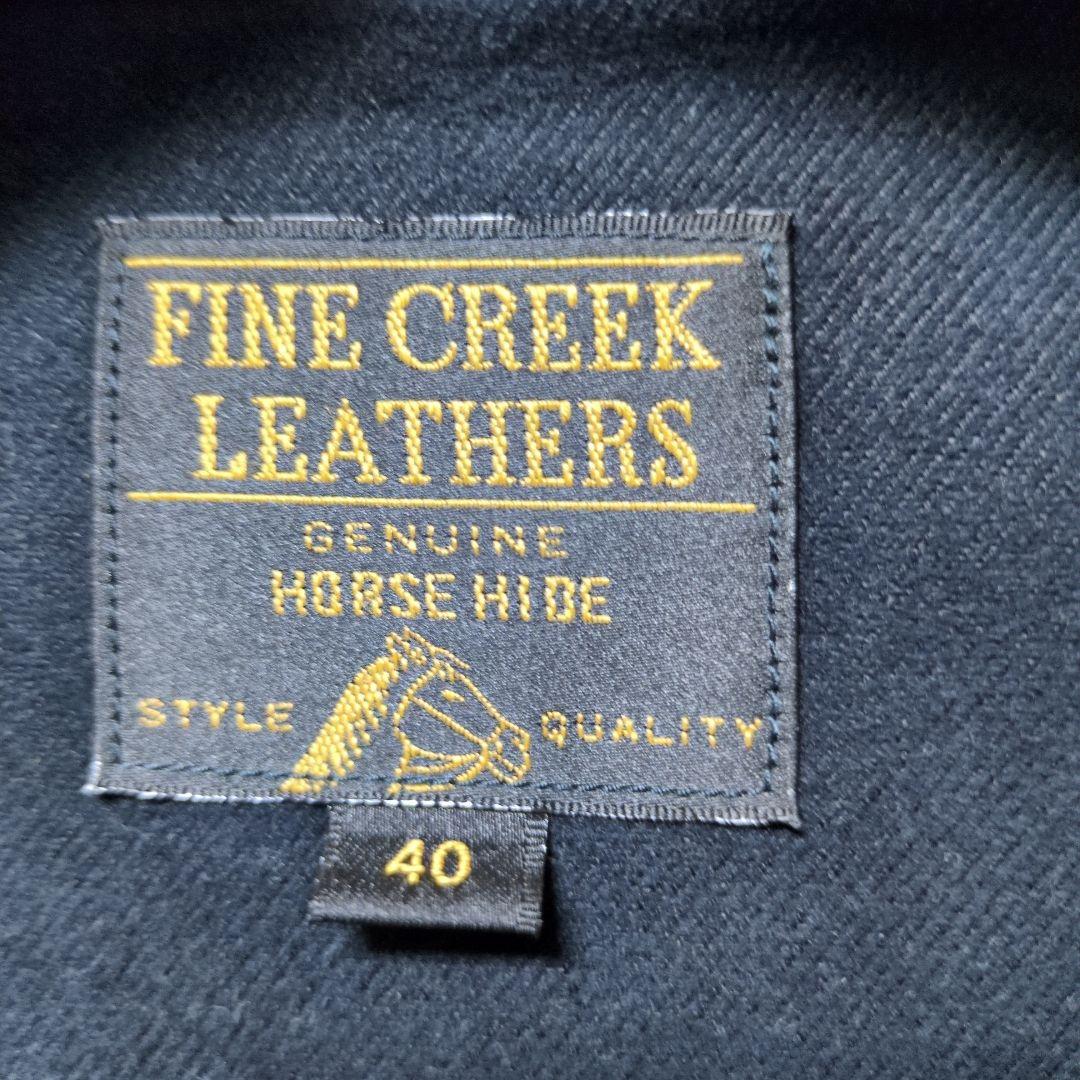 FINE CREEK
LEATHERS
GENUINE
HORSE HIDE
STYLE QUALITY
40